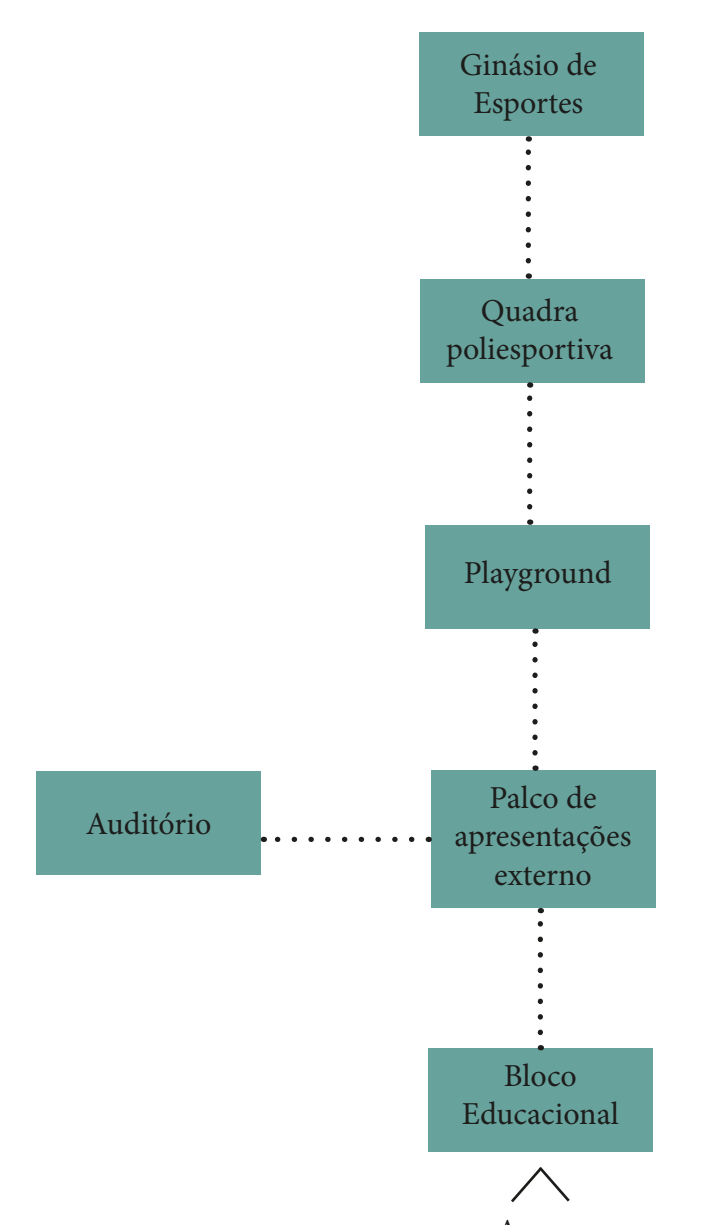 Ginásio de
Esportes
Quadra
poliesportiva
Playground
Auditório
Palco de
apresentações
externo
Bloco
Educacional